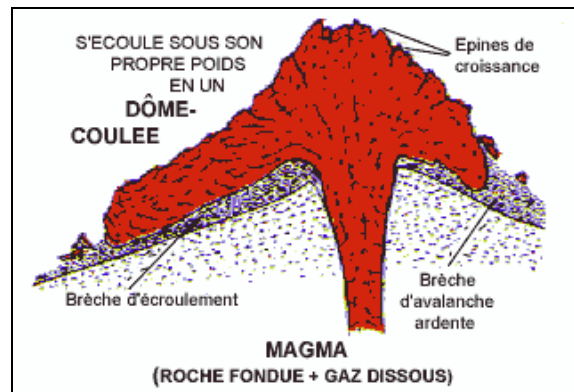 S'ECOULE SOUS SON
PROPRE POIDS
EN UN
DÔME-
COULEE
Epines de
croissance
Brèche d'écroulement
Brèche
d'avalanche
ardente
MAGMA
(ROCHE FONDUE + GAZ DISSOUS)